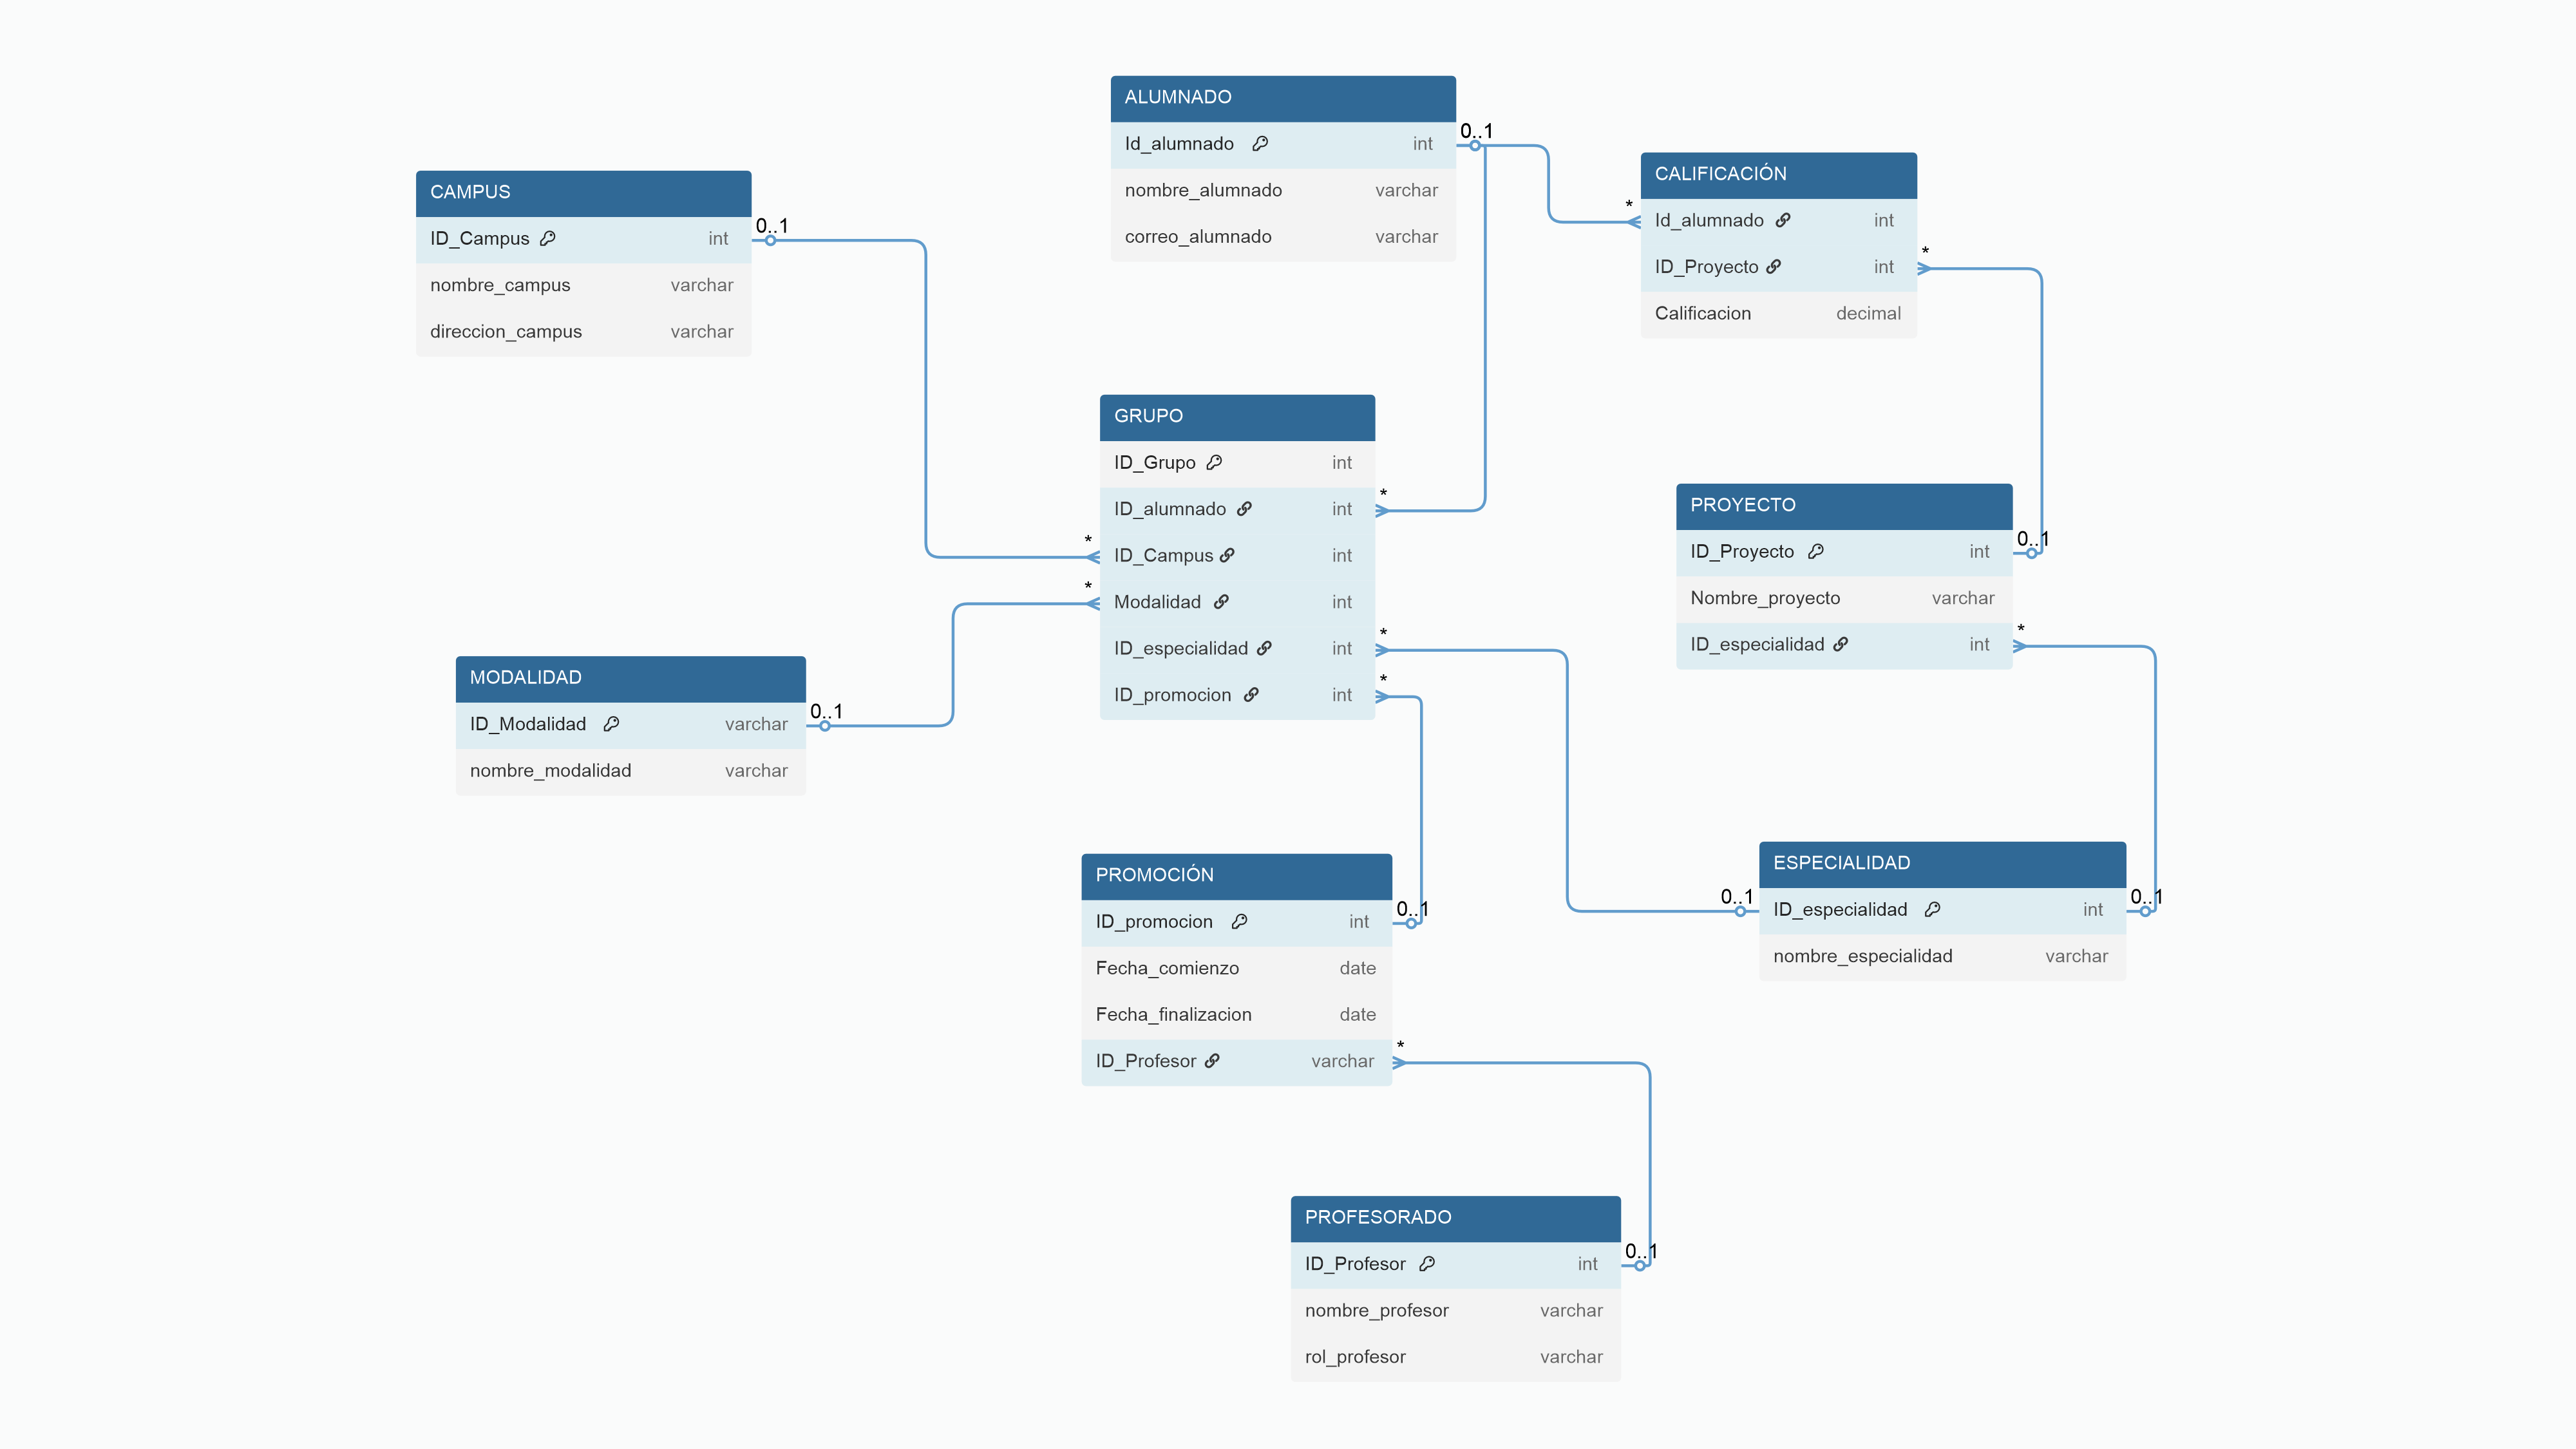 ALUMNADO
Id_alumnado int
nombre_alumnado varchar
correo_alumnado varchar
0..1
*
CAMPUS
ID_Campus int
nombre_campus varchar
direccion_campus varchar
0..1
*
CALIFICACIÓN
Id_alumnado int
ID_Proyecto int
Calificacion decimal
*
GRUPO
ID_Grupo int
ID_alumnado int
ID_Campus int
Modalidad int
ID_especialidad int
ID_promocion int
*
*
*
*
PROYECTO
ID_Proyecto int
Nombre_proyecto varchar
ID_especialidad int
0..1
*
MODALIDAD
ID_Modalidad varchar
nombre_modalidad varchar
0..1
PROMOCIÓN
ID_promocion int
Fecha_comienzo date
Fecha_finalizacion date
ID_Profesor varchar
0..1
*
ESPECIALIDAD
ID_especialidad int
nombre_especialidad varchar
0..1
0..1
PROFESORADO
ID_Profesor int
nombre_profesor varchar
rol_profesor varchar
0..1